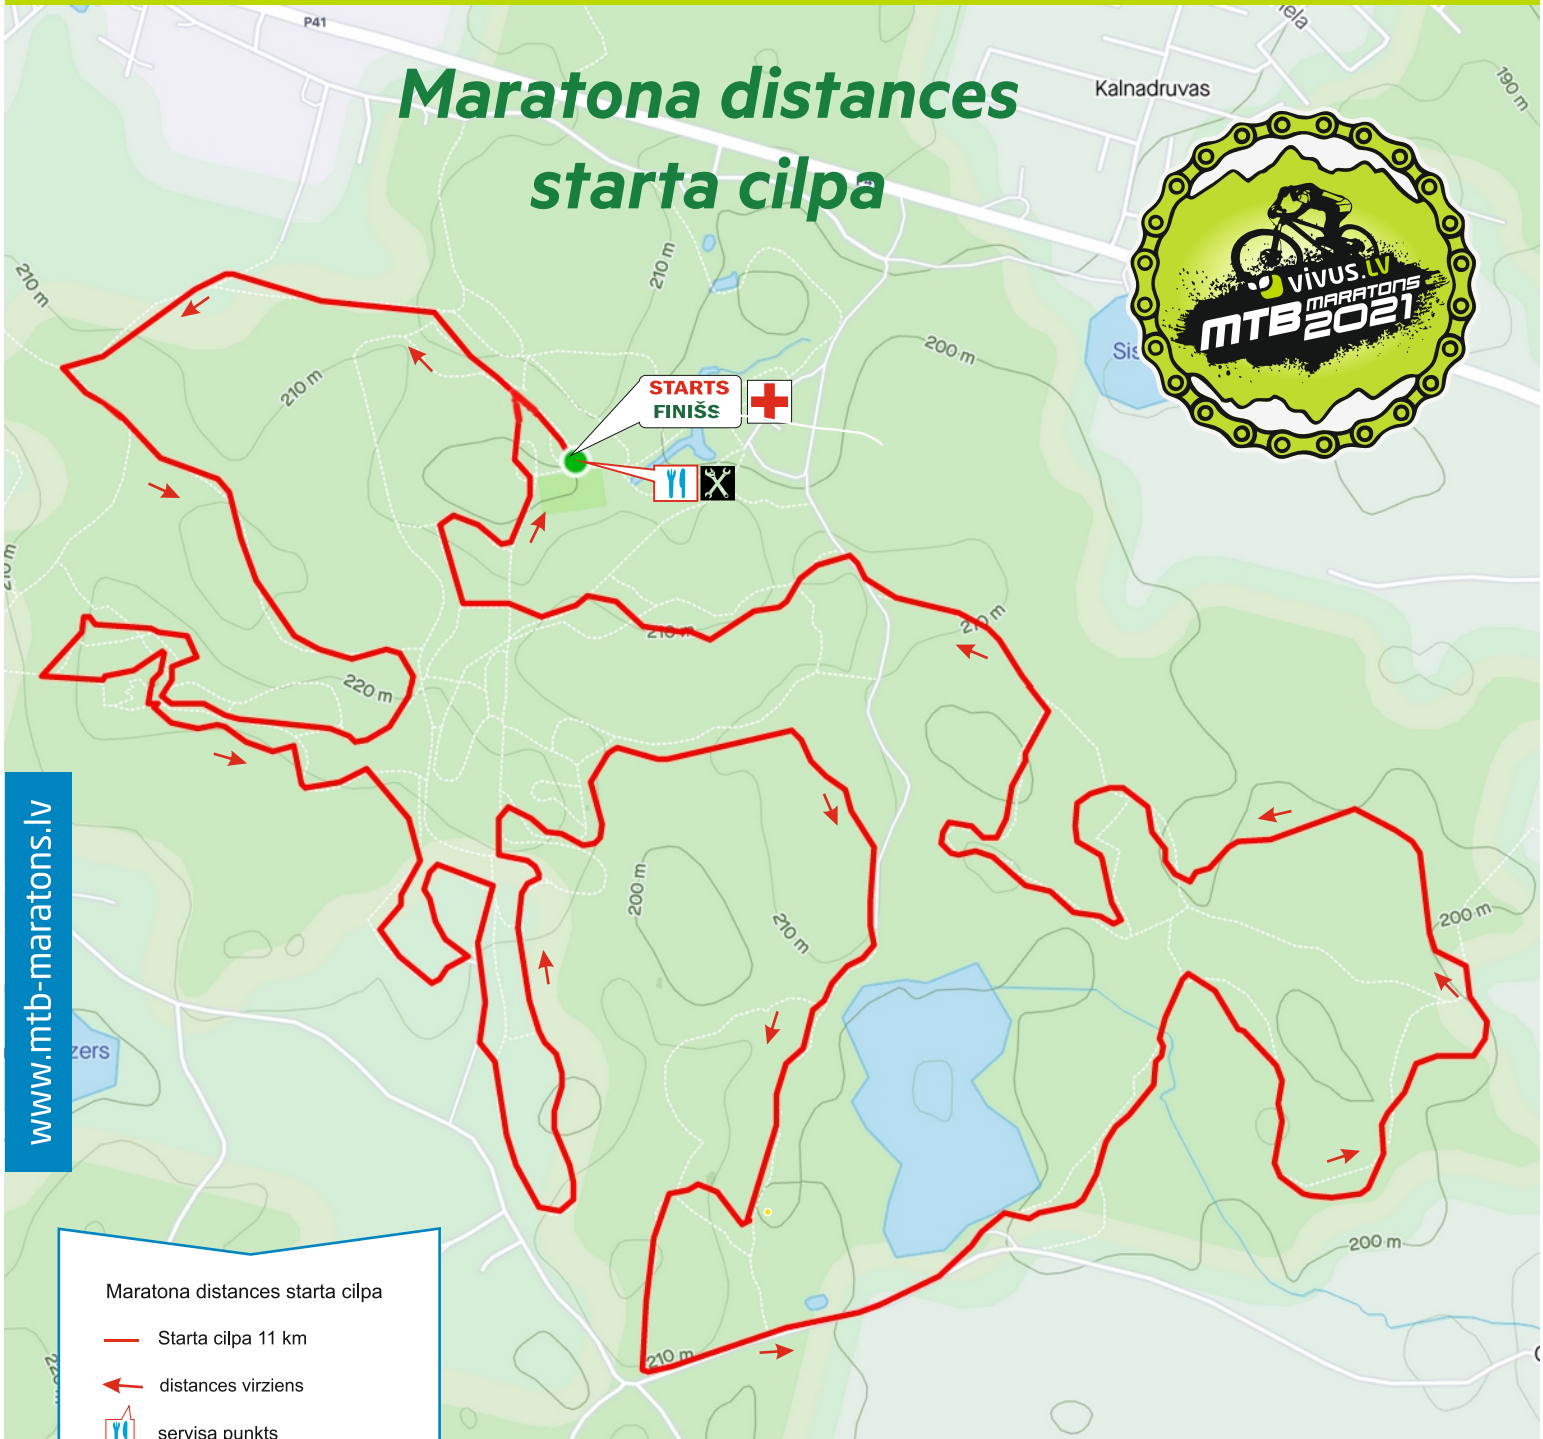 P41
Maratona distances
starta cilpa
Kalnadruvas
190 m
210 m
210 m
vivus.LV
MTB MARATONS
2021
200 m
210 m
STARTS
FINIŠS
210 m
210 m
210 m
220 m
200 m
210 m
200 m
www.mtb-maratons.lv
zers
200 m
210 m
Maratona distances starta cilpa
Starta cilpa 11 km
distances virziens
servisa punkts